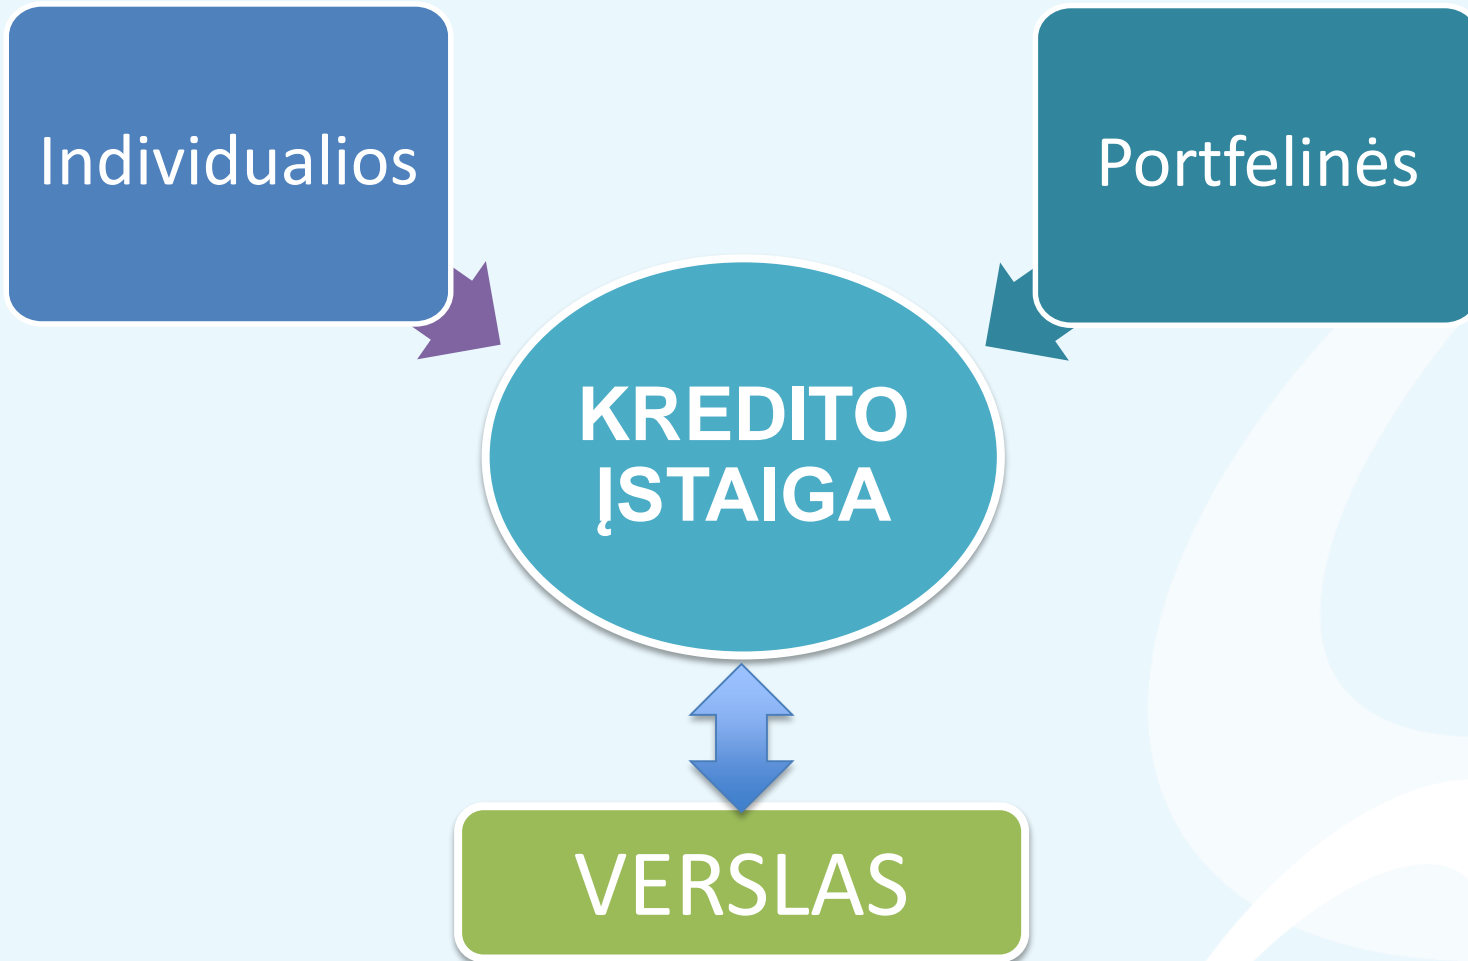 Individualios
Portfelinės
KREDITO
ĮSTAIGA
VERSLAS